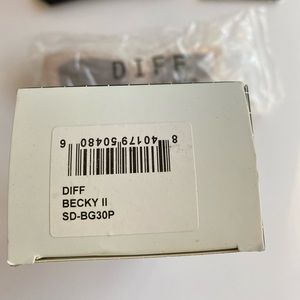 DIFF
8 40179 50480 6
DIFF
BECKY II
SD-BG30P